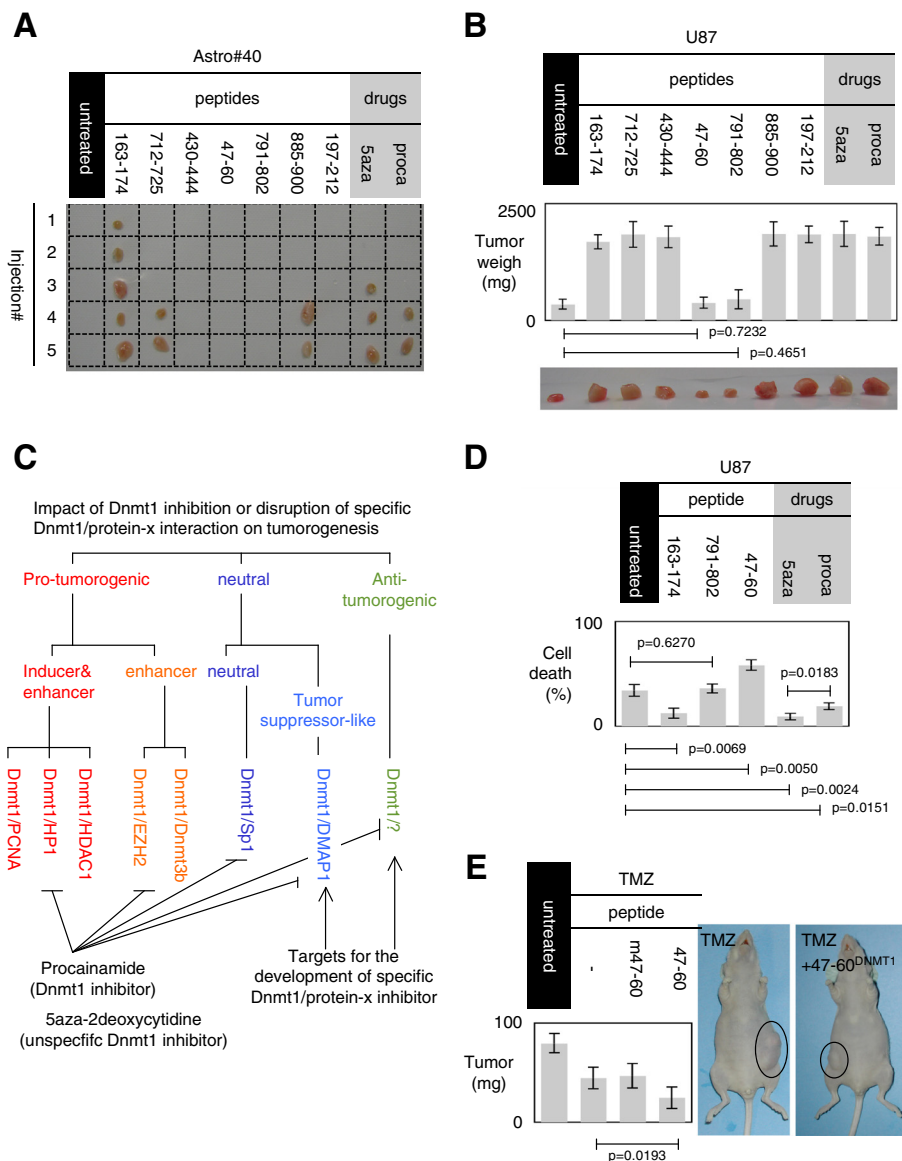 A
Astro#40
untreated
peptides
drugs
163-174
712-725
430-444
47-60
791-802
885-900
197-212
5aza
proca
Injection#
1
2
3
4
5
B
U87
untreated
peptides
drugs
163-174
712-725
430-444
47-60
791-802
885-900
197-212
5aza
proca
2500
Tumor
weigh
(mg)
0
p=0.7232
p=0.4651
C
Impact of Dnmt1 inhibition or disruption of specific
Dnmt1/protein-x interaction on tumorogenesis
Pro-tumorogenic
neutral
Anti-
tumorogenic
Inducer&
enhancer
enhancer
neutral
Tumor
suppressor-like
Dnmt1/PCNA
Dnmt1/HP1
Dnmt1/HDAC1
Dnmt1/EZH2
Dnmt1/Dnmt3b
Dnmt1/Sp1
Dnmt1/DMAP1
Dnmt1/?
Procainamide
(Dnmt1 inhibitor)
5aza-2deoxycytidine
(unspecfifc Dnmt1 inhibitor)
Targets for the
development of specific
Dnmt1/protein-x inhibitor
D
U87
untreated
peptide
drugs
163-174
791-802
47-60
5aza
proca
100
Cell
death
(%)
0
p=0.6270
p=0.0183
p=0.0069
p=0.0050
p=0.0024
p=0.0151
E
untreated
TMZ
peptide
-
m47-60
47-60
100
Tumor
(mg)
0
p=0.0193
TMZ
TMZ
+47-60DNMT1